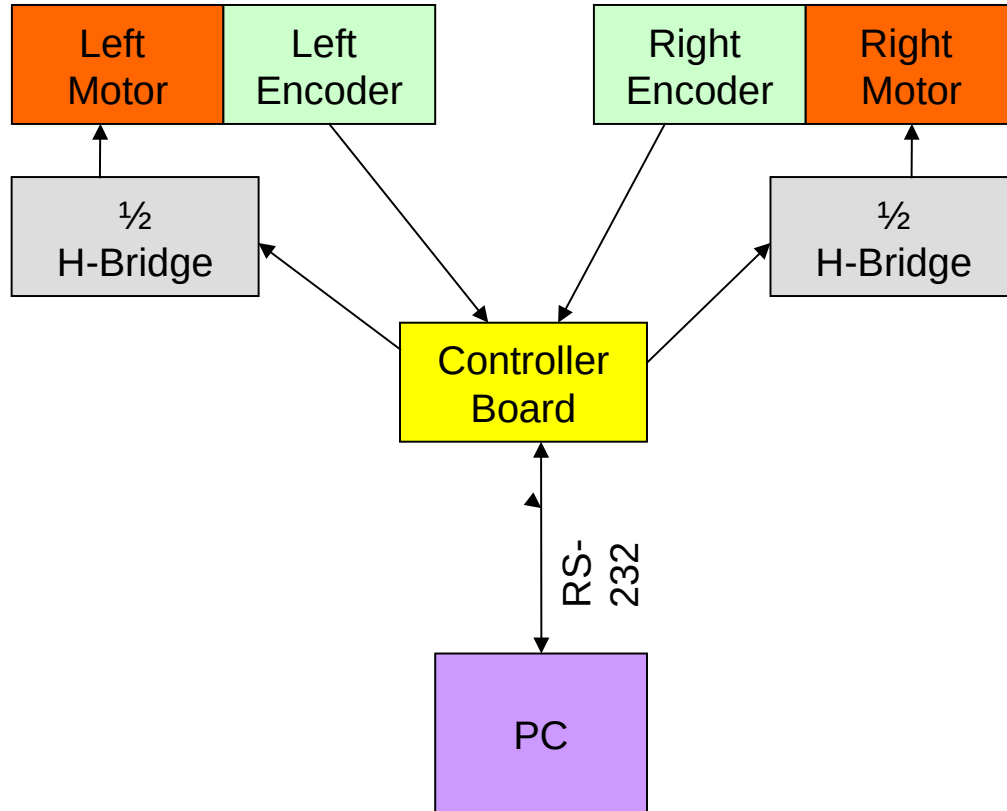 Left
Motor
Left
Encoder
Right
Encoder
Right
Motor
½
H-Bridge
½
H-Bridge
Controller
Board
RS-
232
PC